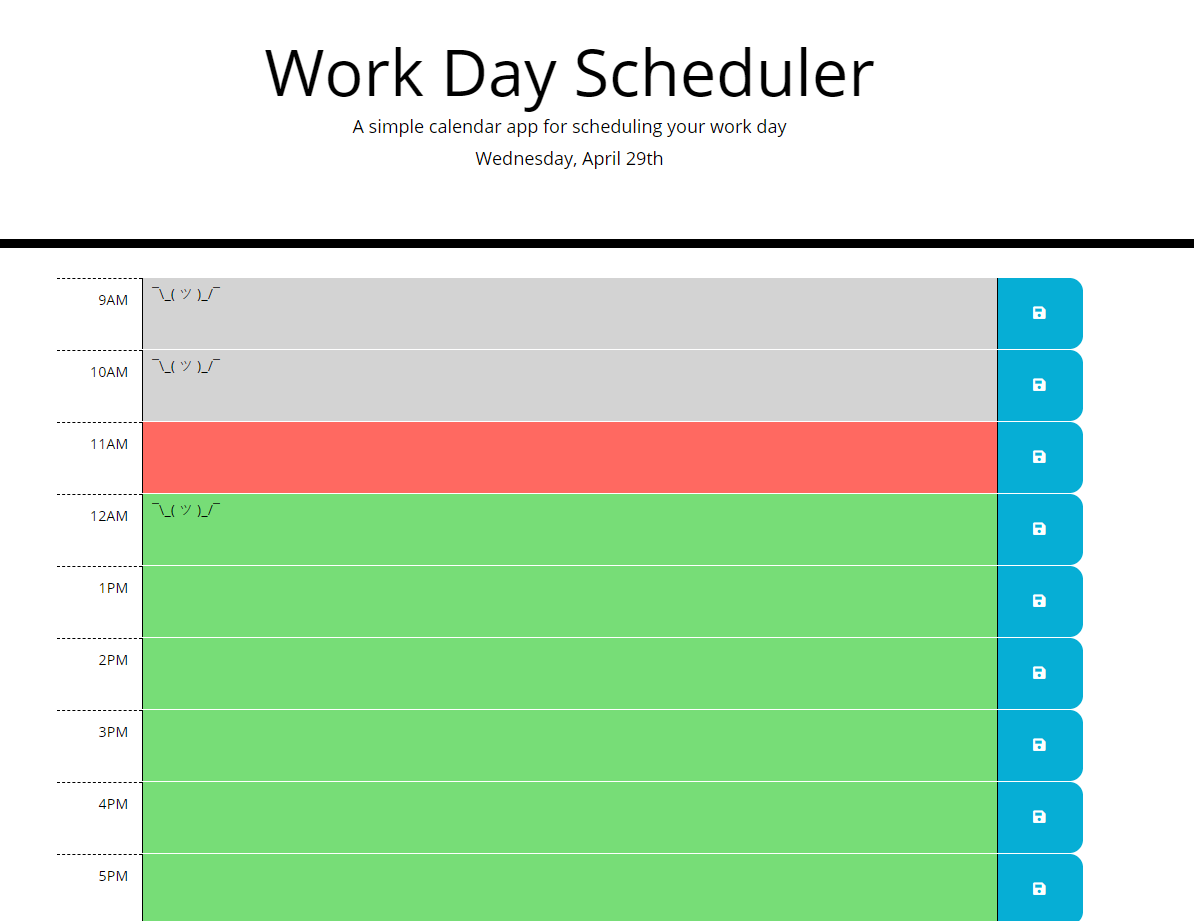 Work Day Scheduler
A simple calendar app for scheduling your work day
Wednesday, April 29th
9AM ¯\_( ツ )_/¯
10AM ¯\_( ツ )_/¯
11AM
12AM ¯\_( ツ )_/¯
1PM
2PM
3PM
4PM
5PM